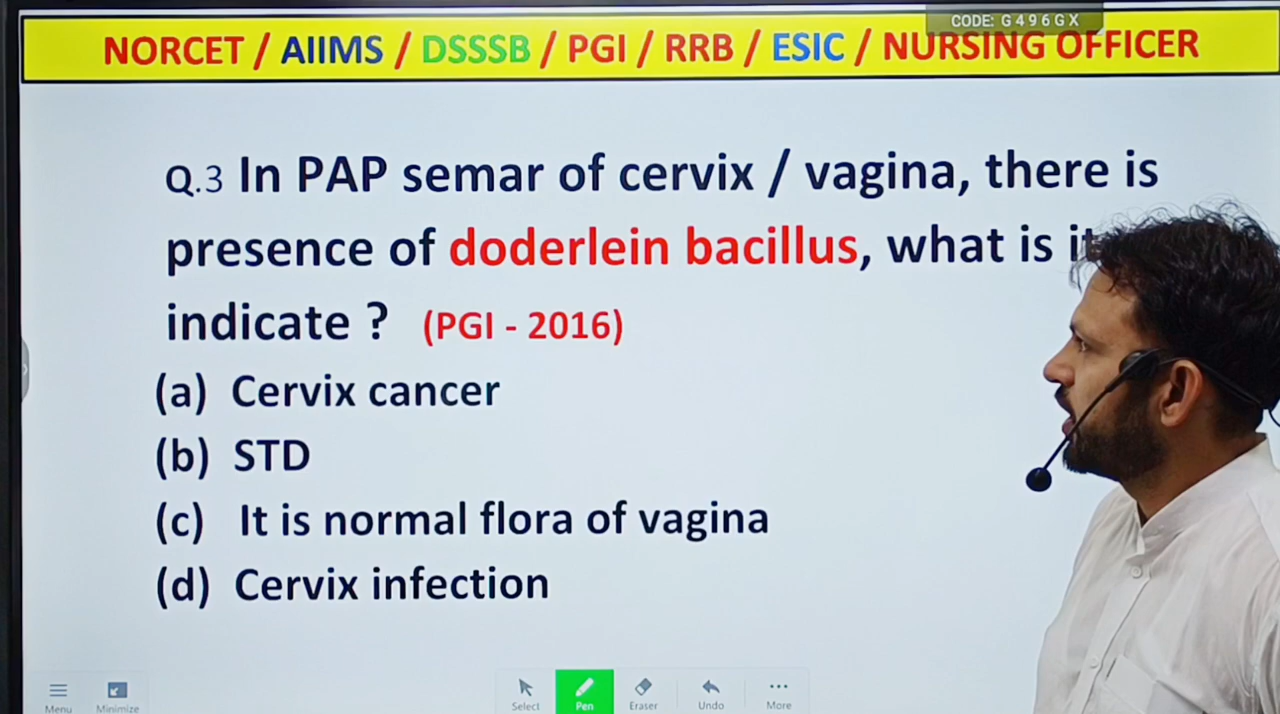 CODE: G496GX
NORCET / AIIMS / DSSSB / PGI / RRB / ESIC / NURSING OFFICER
Q.3 In PAP semar of cervix / vagina, there is
presence of doderlein bacillus, what is it
indicate ? (PGI - 2016)
(a) Cervix cancer
(b) STD
(c) It is normal flora of vagina
(d) Cervix infection
Menu Minimize Select Pen Eraser Undo More